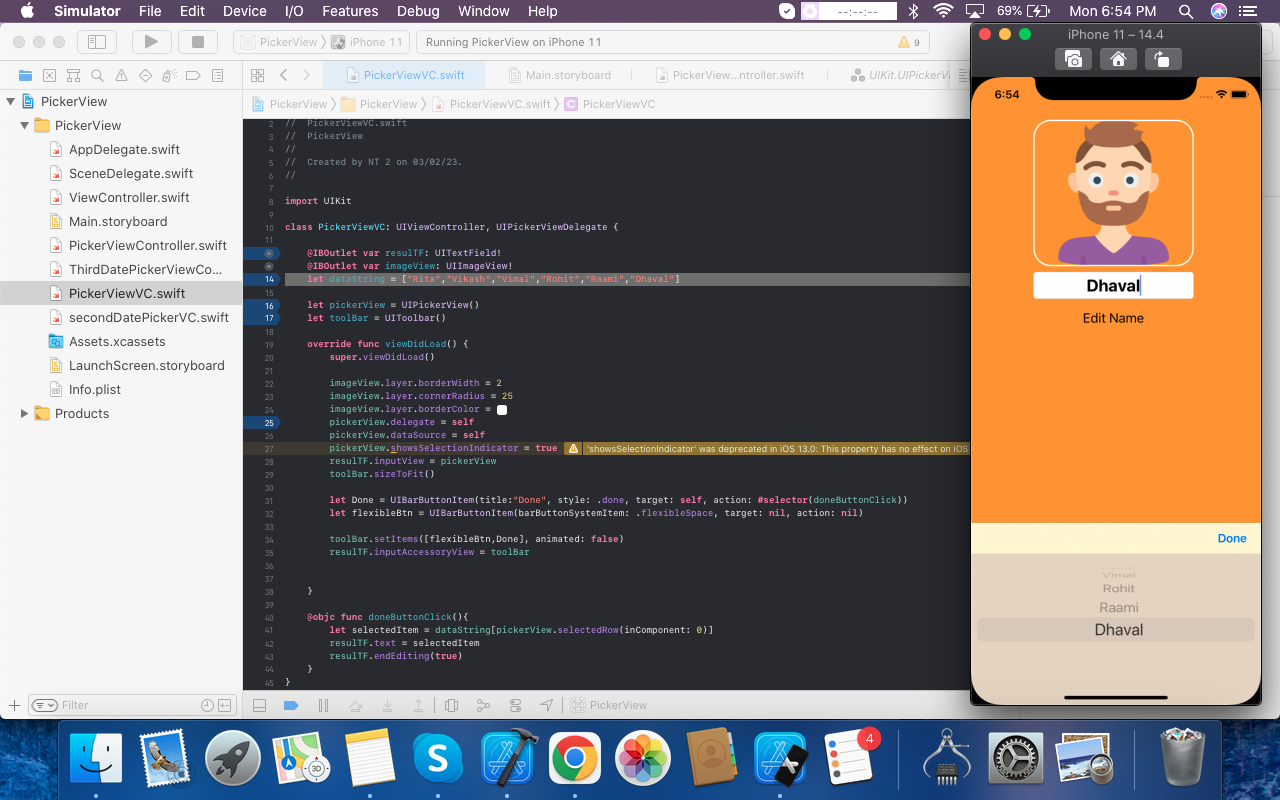 Simulator File Edit Device I/O Features Debug Window Help --:--:-- 69% Mon 6:54 PM
PickerView iPhone 11 Running PickerView on iPhone 11 9
PickerViewVC.swift Main.storyboard PickerView...ntroller.swift UIKit.UIPickerVi
PickerView PickerView PickerViewVC.swift C PickerViewVC
PickerView
PickerView
AppDelegate.swift
SceneDelegate.swift
ViewController.swift
Main.storyboard
PickerViewController.swift
ThirdDatePickerViewCo...
PickerViewVC.swift
secondDatePickerVC.swift
Assets.xcassets
LaunchScreen.storyboard
Info.plist
Products
Filter
2 // PickerViewVC.swift
3 // PickerView
4 //
5 // Created by NT 2 on 03/02/23.
6 //
7
8 import UIKit
9
10 class PickerViewVC: UIViewController, UIPickerViewDelegate {
11
@IBOutlet var resulTF: UITextField!
@IBOutlet var imageView: UIImageView!
14 let dataString = ["Rita","Vikash","Vimal","Rohit","Raami","Dhaval"]
15
16 let pickerView = UIPickerView()
17 let toolBar = UIToolbar()
18
19 override func viewDidLoad() {
20 super.viewDidLoad()
21
22 imageView.layer.borderWidth = 2
23 imageView.layer.cornerRadius = 25
24 imageView.layer.borderColor =
25 pickerView.delegate = self
26 pickerView.dataSource = self
27 pickerView.showsSelectionIndicator = true 'showsSelectionIndicator' was deprecated in iOS 13.0: This property has no effect on iOS
28 resulTF.inputView = pickerView
29 toolBar.sizeToFit()
30
31 let Done = UIBarButtonItem(title:"Done", style: .done, target: self, action: #selector(doneButtonClick))
32 let flexibleBtn = UIBarButtonItem(barButtonSystemItem: .flexibleSpace, target: nil, action: nil)
33
34 toolBar.setItems([flexibleBtn,Done], animated: false)
35 resulTF.inputAccessoryView = toolBar
36
37
38 }
39
40 @objc func doneButtonClick(){
41 let selectedItem = dataString[pickerView.selectedRow(inComponent: 0)]
42 resulTF.text = selectedItem
43 resulTF.endEditing(true)
44 }
45 }
PickerView
iPhone 11 – 14.4
6:54
Dhaval
Edit Name
Done
Vimal
Rohit
Raami
Dhaval
3D
4